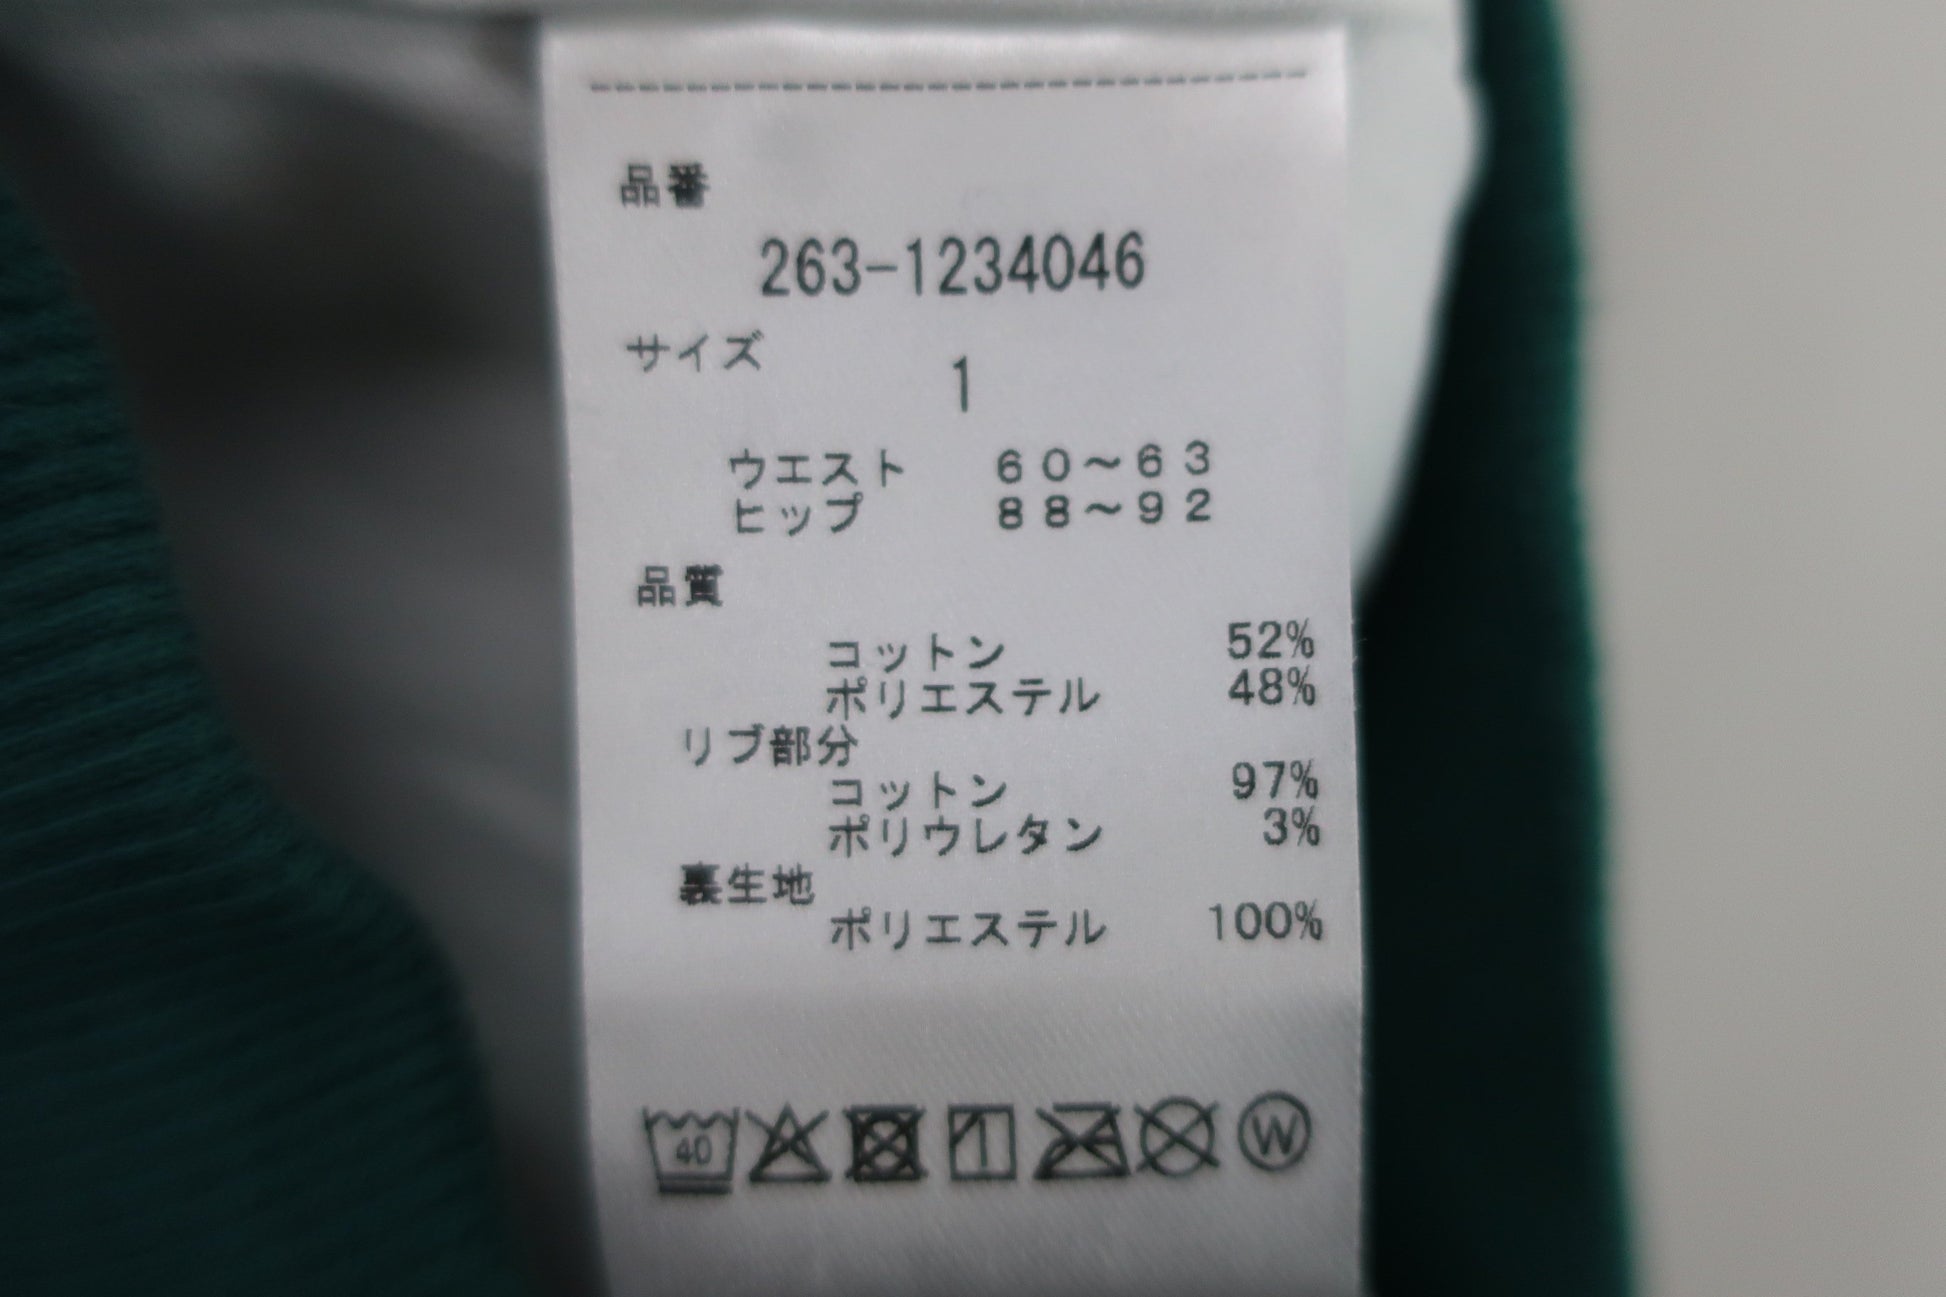 品番
263-1234046
サイズ
1
ウエスト 60～63
ヒップ 88～92
品質
コットン 52%
ポリエステル 48%
リブ部分
コットン 97%
ポリウレタン 3%
裏生地
ポリエステル 100%
40 W